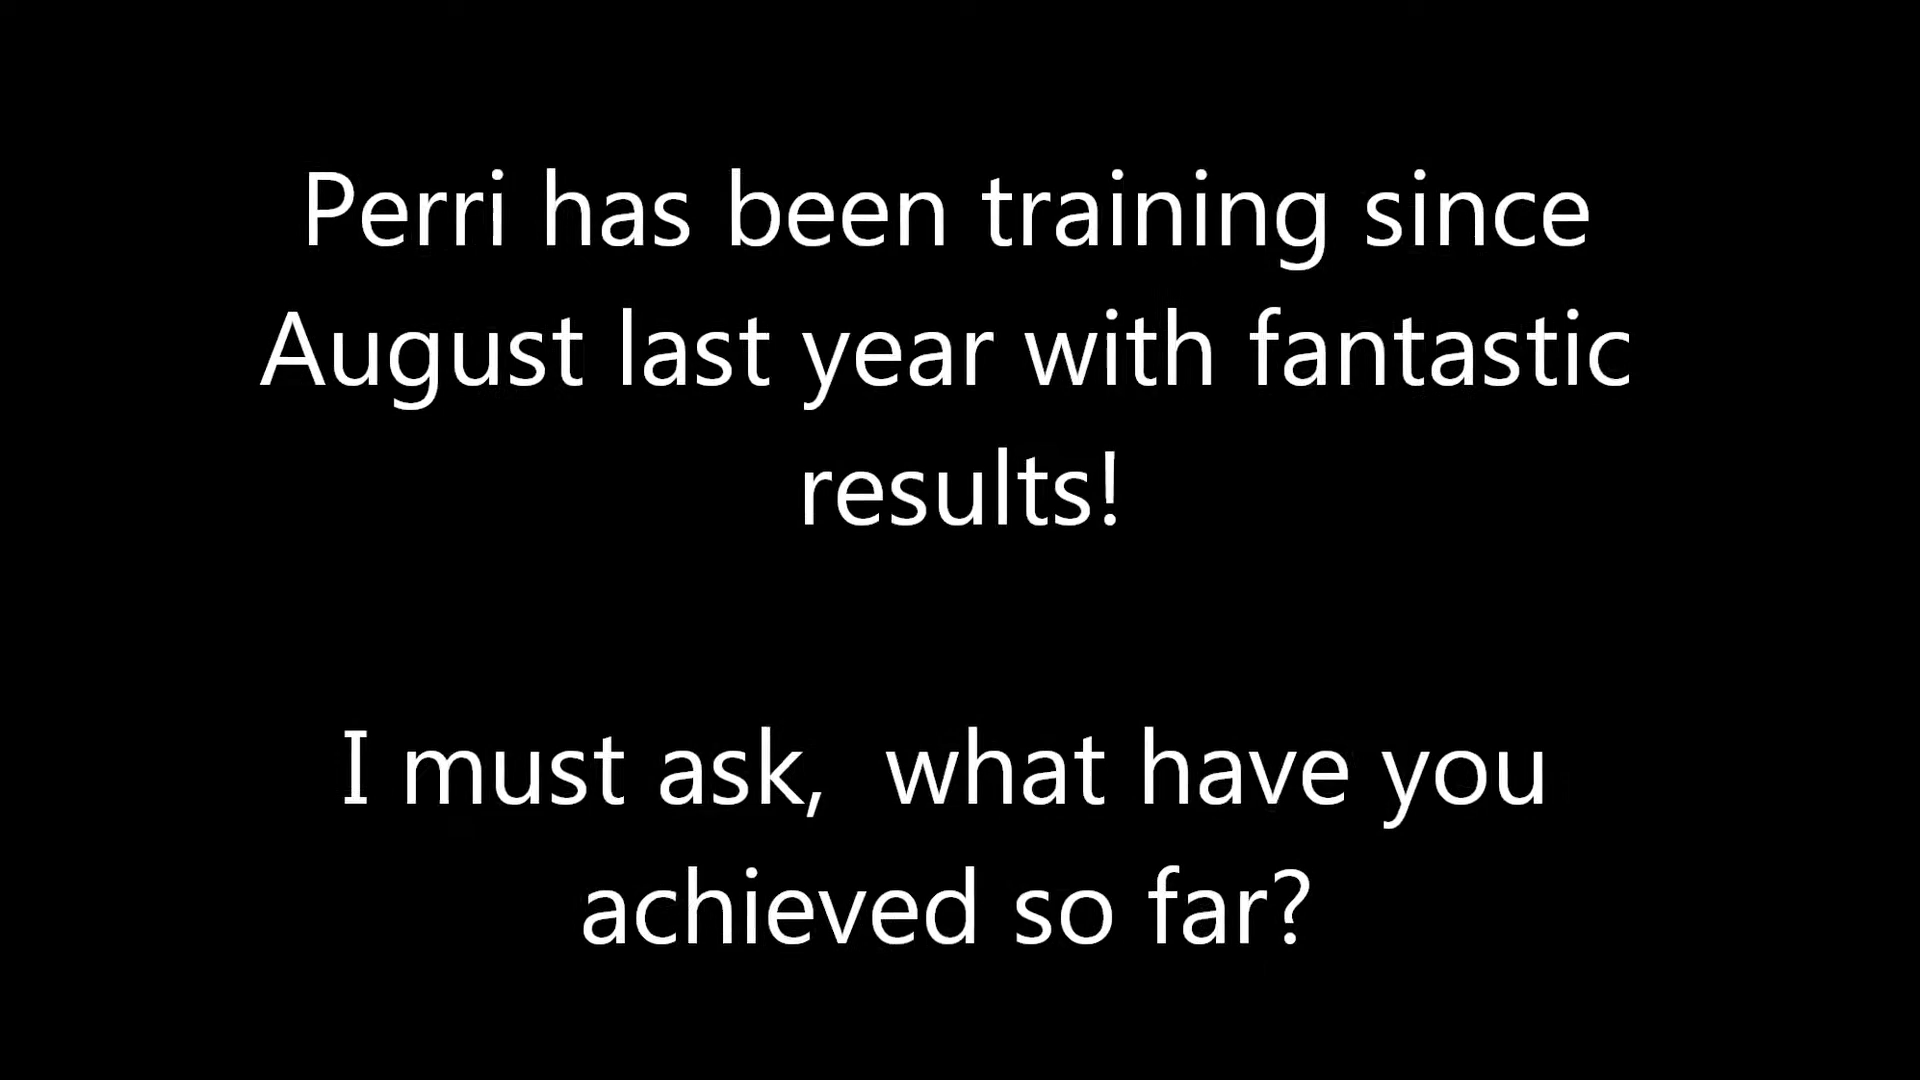 Perri has been training since
August last year with fantastic
results!
I must ask,  what have you
achieved so far?